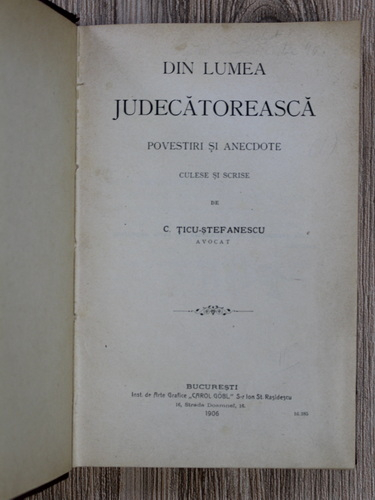 DIN LUMEA
JUDECĂTOREASCĂ
POVESTIRI ȘI ANECDOTE
CULESE ȘI SCRISE
DE
C. ȚICU-ȘTEFANESCU
AVOCAT
BUCUREȘTI
Inst. de Arte Grafice „CAROL GÖBL” S-r Ion St. Rasidescu
16, Strada Doamnei, 16
1906